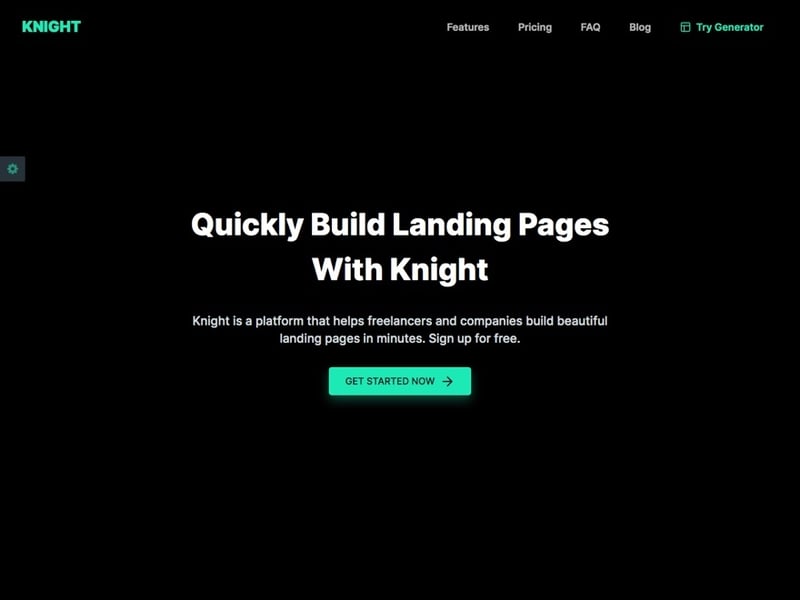 KNIGHT
Features
Pricing
FAQ
Blog
Try Generator
Quickly Build Landing Pages
With Knight
Knight is a platform that helps freelancers and companies build beautiful
landing pages in minutes. Sign up for free.
GET STARTED NOW